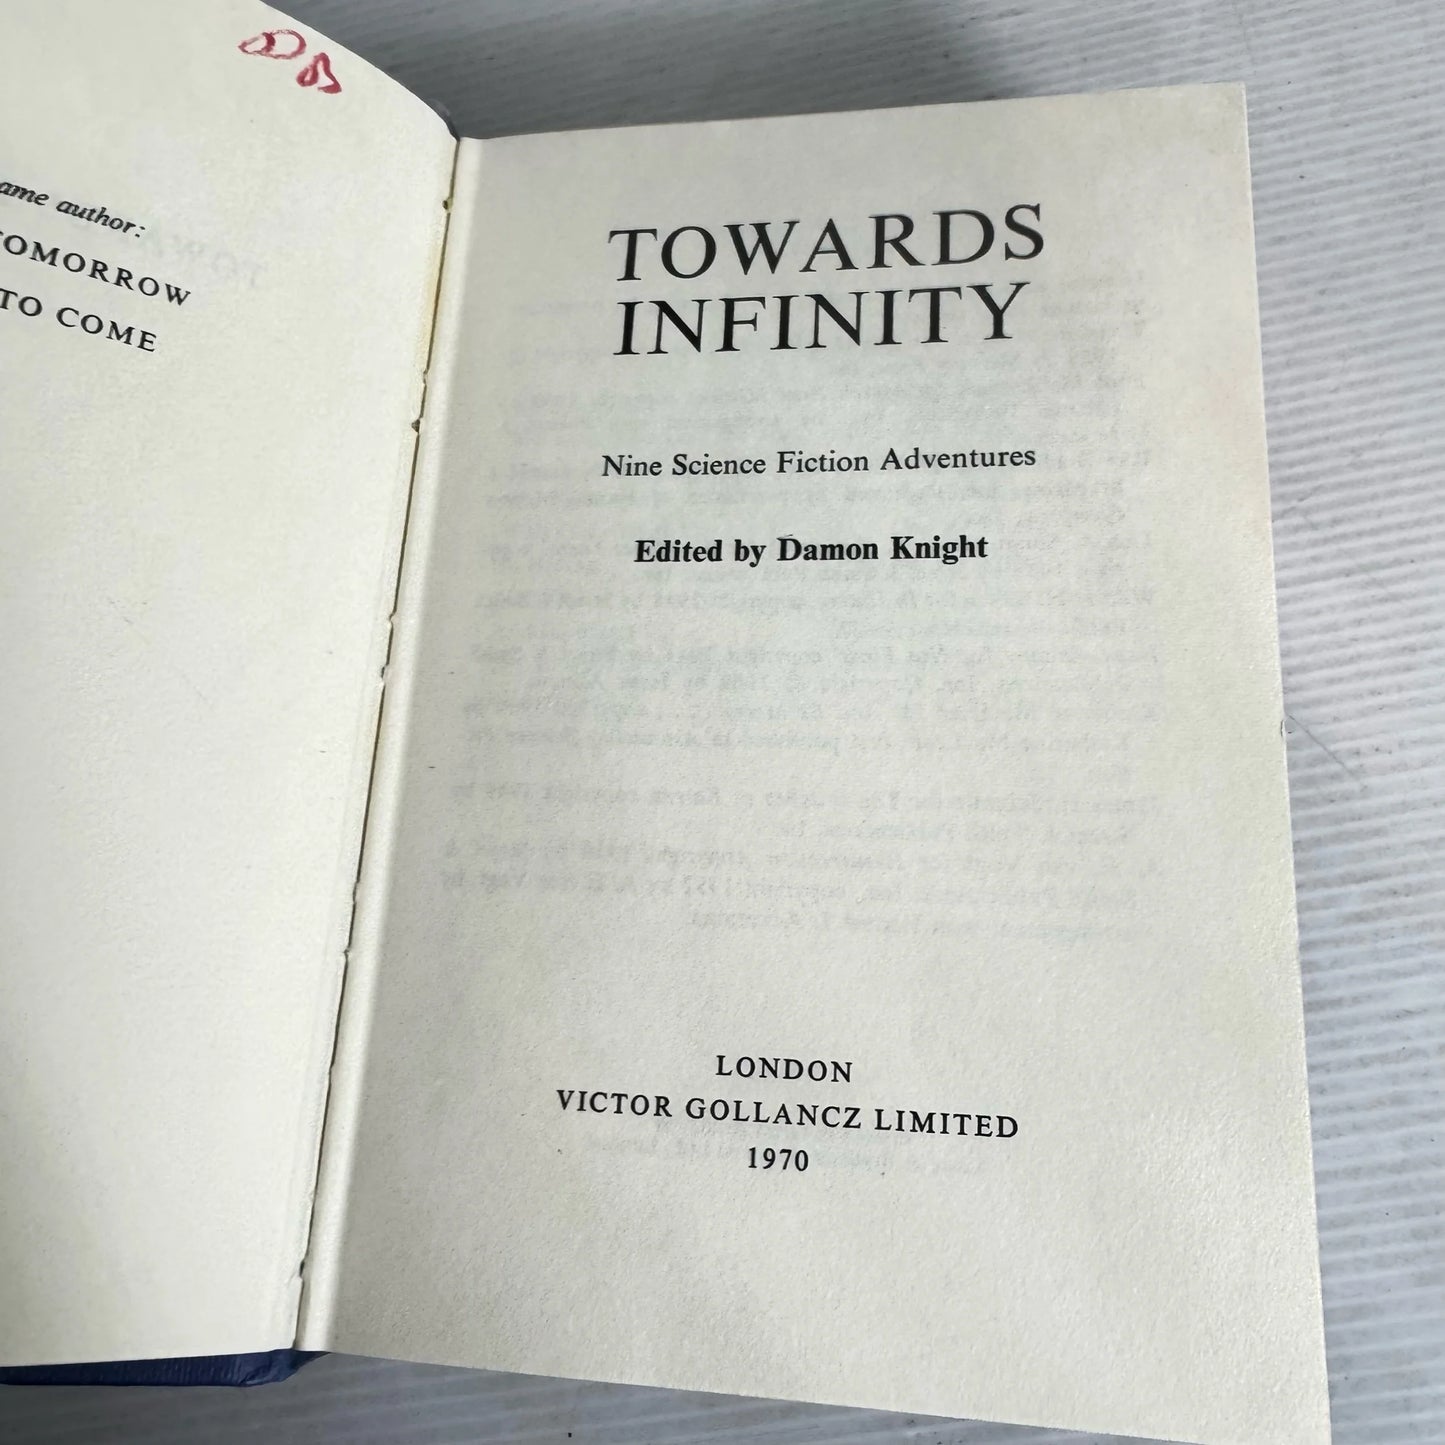 ame author:
TOMORROW
TO COME
TOWARDS
INFINITY
Nine Science Fiction Adventures
Edited by Damon Knight
LONDON
VICTOR GOLLANCZ LIMITED
1970